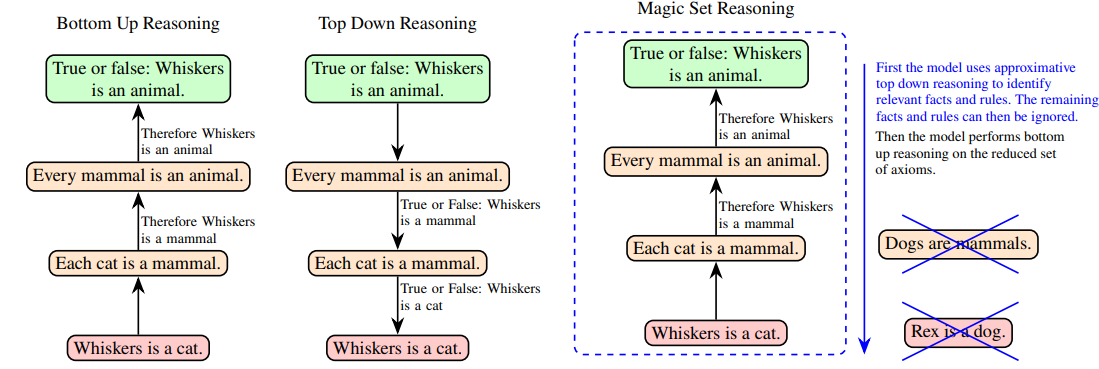 Bottom Up Reasoning
True or false: Whiskers
is an animal.
Therefore Whiskers
is an animal
Every mammal is an animal.
Therefore Whiskers
is a mammal
Each cat is a mammal.
Whiskers is a cat.
Top Down Reasoning
True or false: Whiskers
is an animal.
Every mammal is an animal.
True or False: Whiskers
is a mammal
Each cat is a mammal.
True or False: Whiskers
is a cat
Whiskers is a cat.
Magic Set Reasoning
True or false: Whiskers
is an animal.
Therefore Whiskers
is an animal
Every mammal is an animal.
Therefore Whiskers
is a mammal
Each cat is a mammal.
Whiskers is a cat.
First the model uses approximative
top down reasoning to identify
relevant facts and rules. The remaining
facts and rules can then be ignored.
Then the model performs bottom
up reasoning on the reduced set
of axioms.
Dogs are mammals.
Rex is a dog.